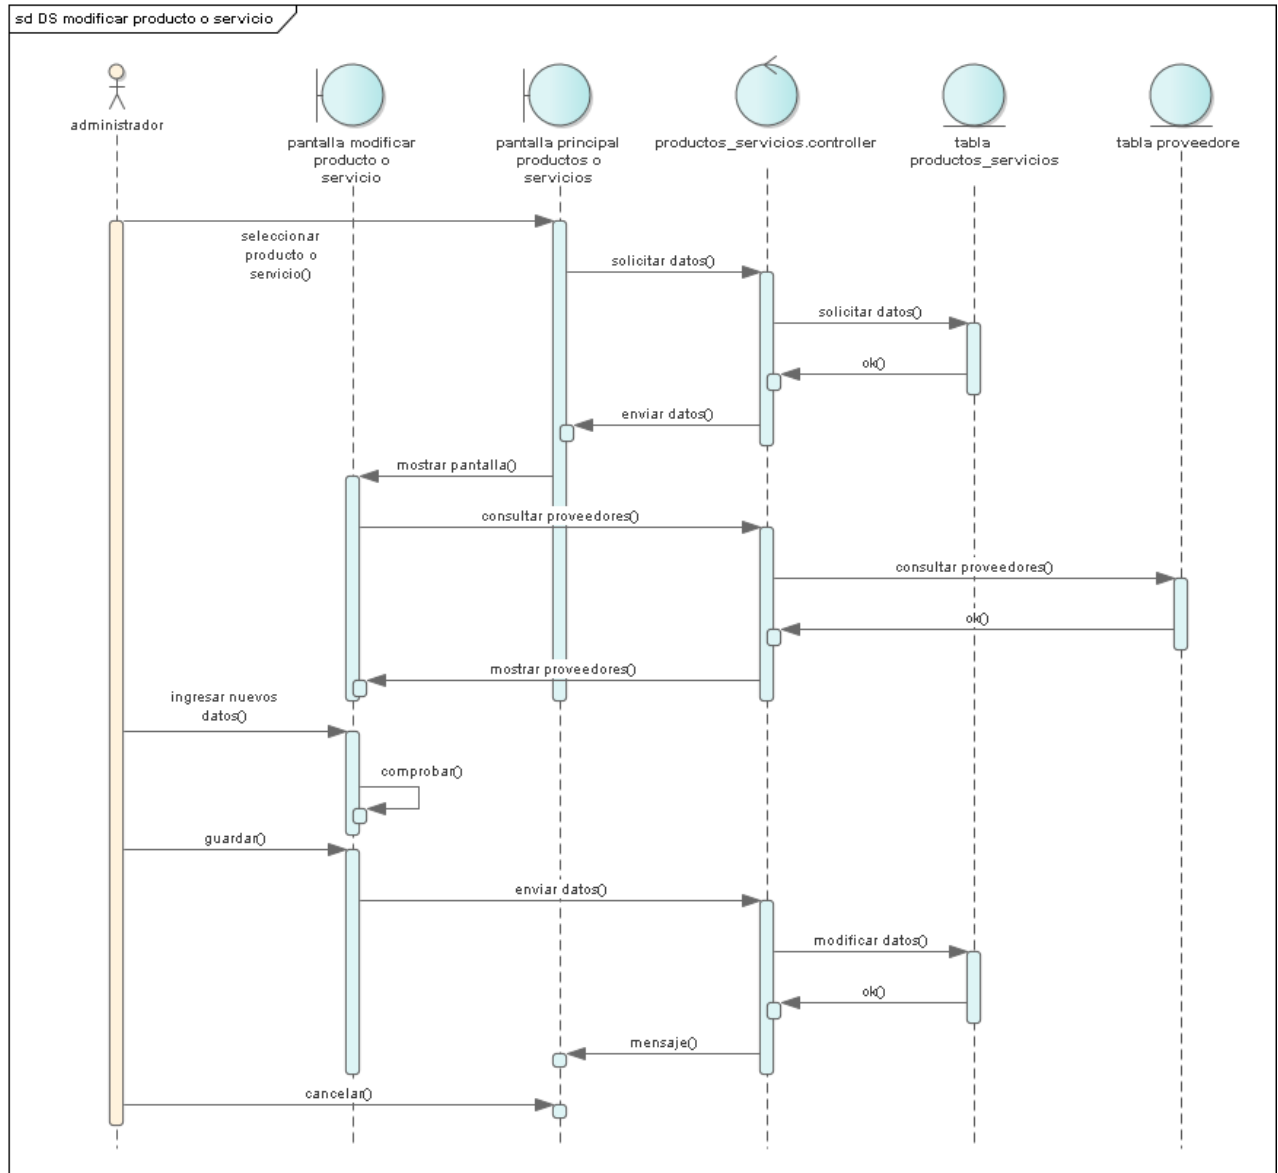 sd DS modificar producto o servicio
administrador
pantalla modificar
producto o
servicio
pantalla principal
productos o
servicios
productos_servicios.controller
tabla
productos_servicios
tabla proveedore
seleccionar
producto o
servicio()
solicitar datos()
solicitar datos()
ok()
enviar datos()
mostrar pantalla()
consultar proveedores()
consultar proveedores()
ok()
mostrar proveedores()
ingresar nuevos
datos()
comprobar()
guardar()
enviar datos()
modificar datos()
ok()
mensaje()
cancelar()